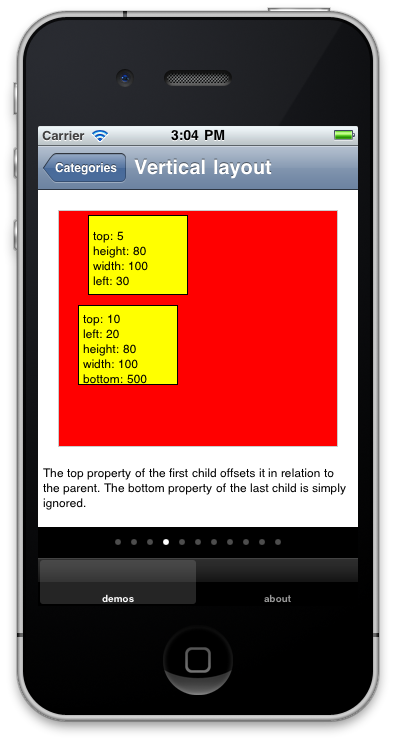 Carrier 3:04 PM
Categories Vertical layout
top: 5
height: 80
width: 100
left: 30
top: 10
left: 20
height: 80
width: 100
bottom: 500
The top property of the first child offsets it in relation to
the parent. The bottom property of the last child is simply
ignored.
demos about